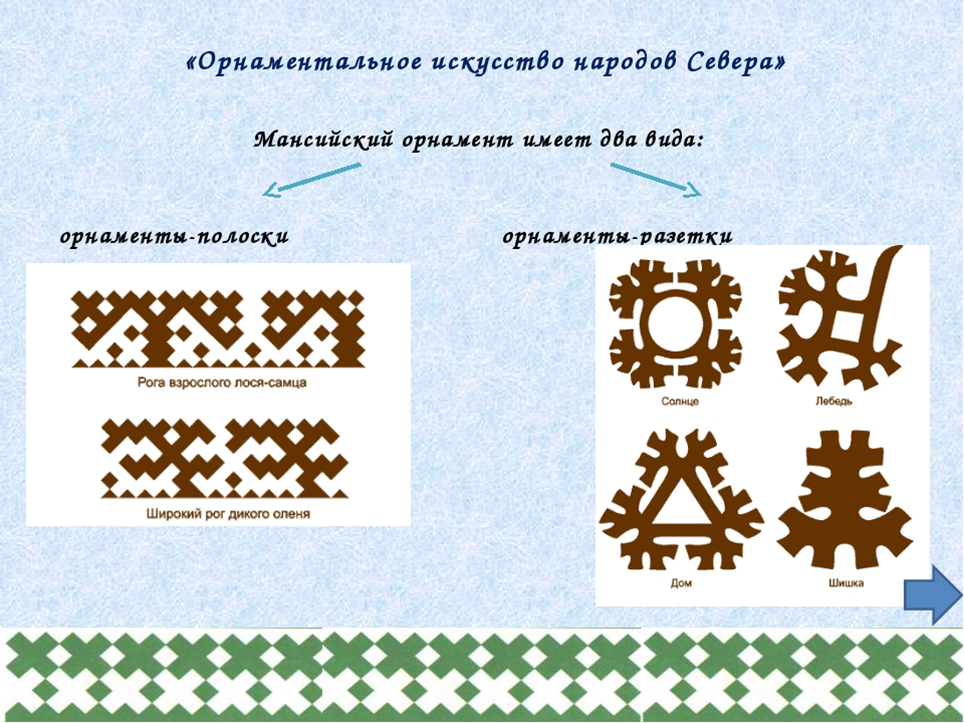 «Орнаментальное искусство народов Севера»
Мансийский орнамент имеет два вида:
орнаменты-полоски
орнаменты-разетки
Рога взрослого лося-самца
Широкий рог дикого оленя
Солнце
Лебедь
Дом
Шишка